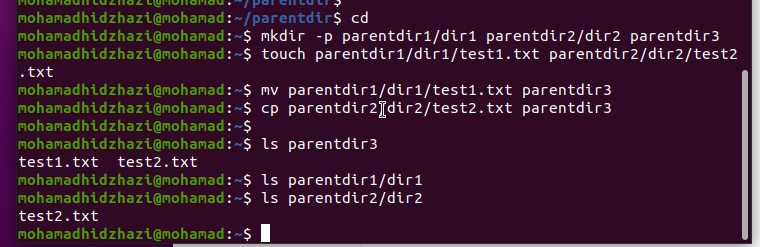 mohamadhidzhazi@mohamad:~/parentdir$
mohamadhidzhazi@mohamad:~/parentdir$ cd
mohamadhidzhazi@mohamad:~$ mkdir -p parentdir1/dir1 parentdir2/dir2 parentdir3
mohamadhidzhazi@mohamad:~$ touch parentdir1/dir1/test1.txt parentdir2/dir2/test2
.txt
mohamadhidzhazi@mohamad:~$ mv parentdir1/dir1/test1.txt parentdir3
mohamadhidzhazi@mohamad:~$ cp parentdir2/dir2/test2.txt parentdir3
mohamadhidzhazi@mohamad:~$
mohamadhidzhazi@mohamad:~$ ls parentdir3
test1.txt  test2.txt
mohamadhidzhazi@mohamad:~$ ls parentdir1/dir1
mohamadhidzhazi@mohamad:~$ ls parentdir2/dir2
test2.txt
mohamadhidzhazi@mohamad:~$